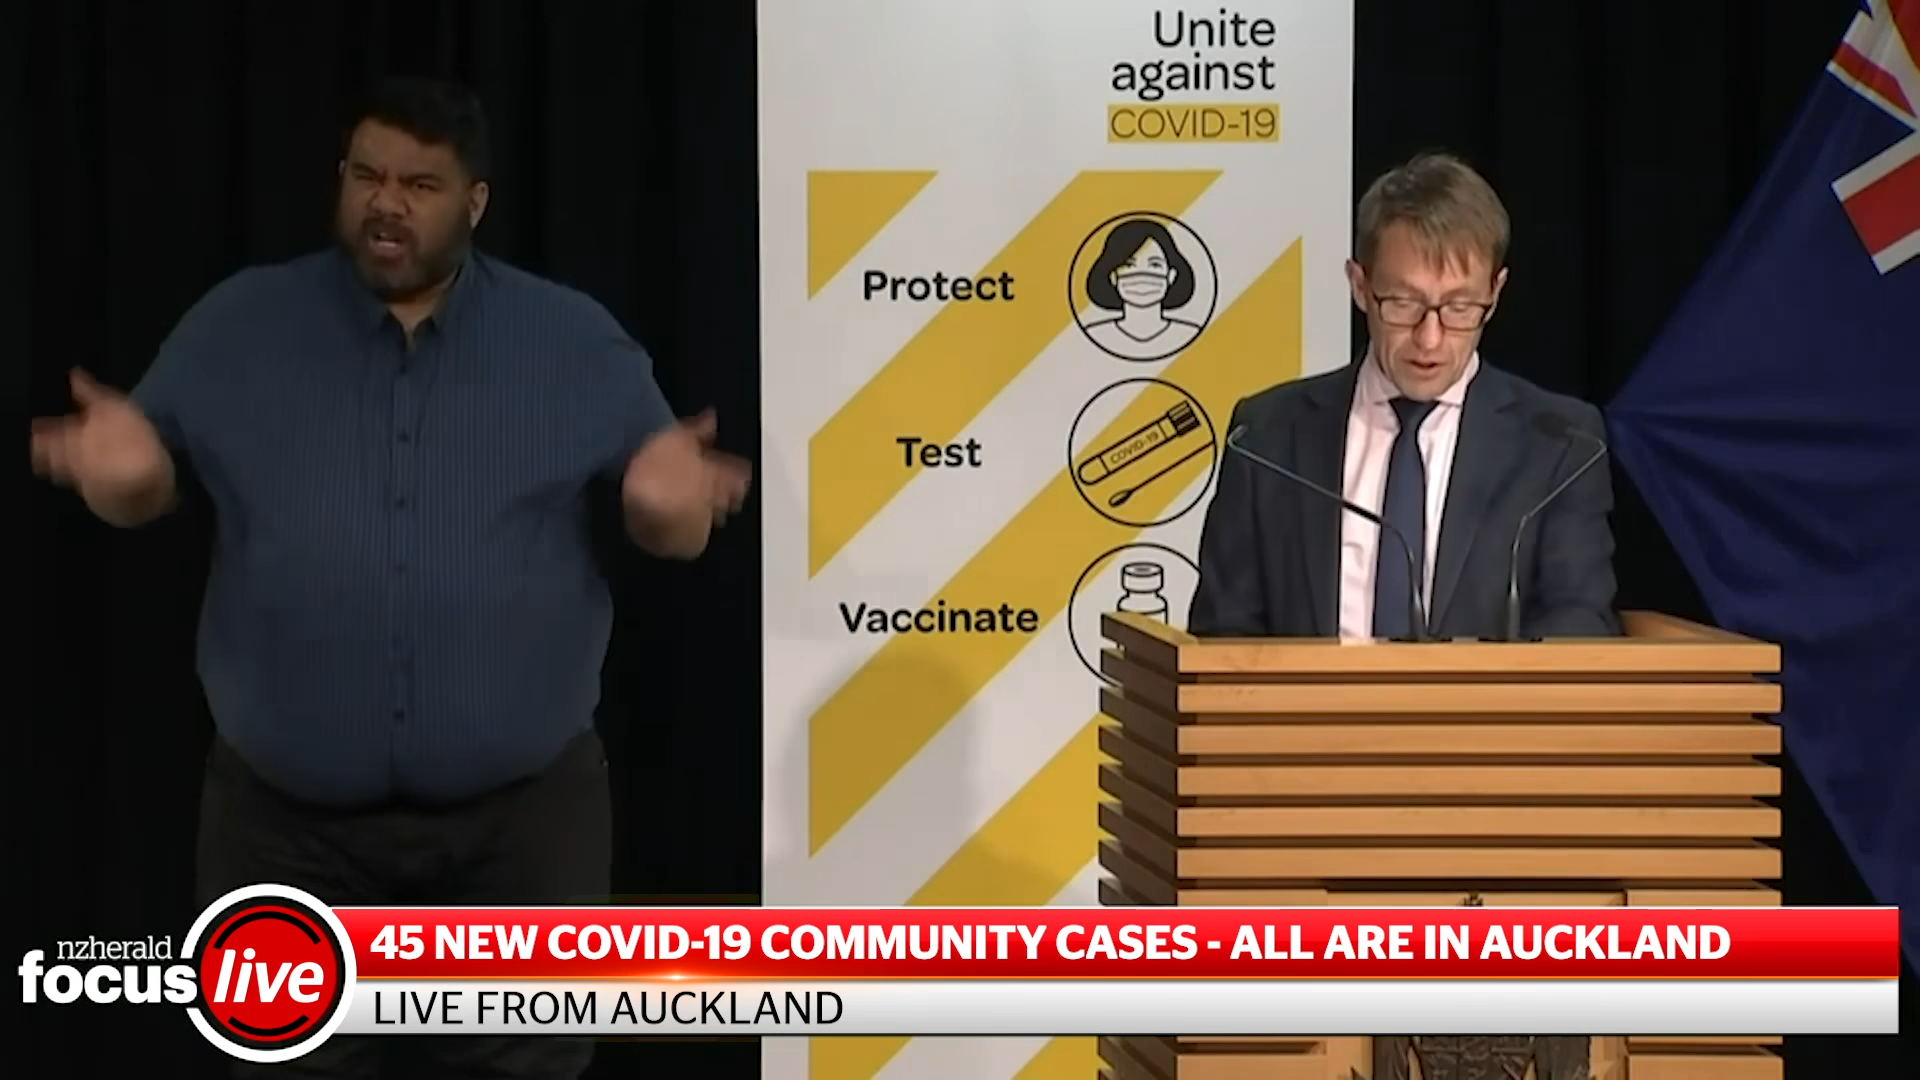 Unite
against
COVID-19
Protect
Test
COVID-19
Vaccinate
nzherald
focus
live
45 NEW COVID-19 COMMUNITY CASES - ALL ARE IN AUCKLAND
LIVE FROM AUCKLAND